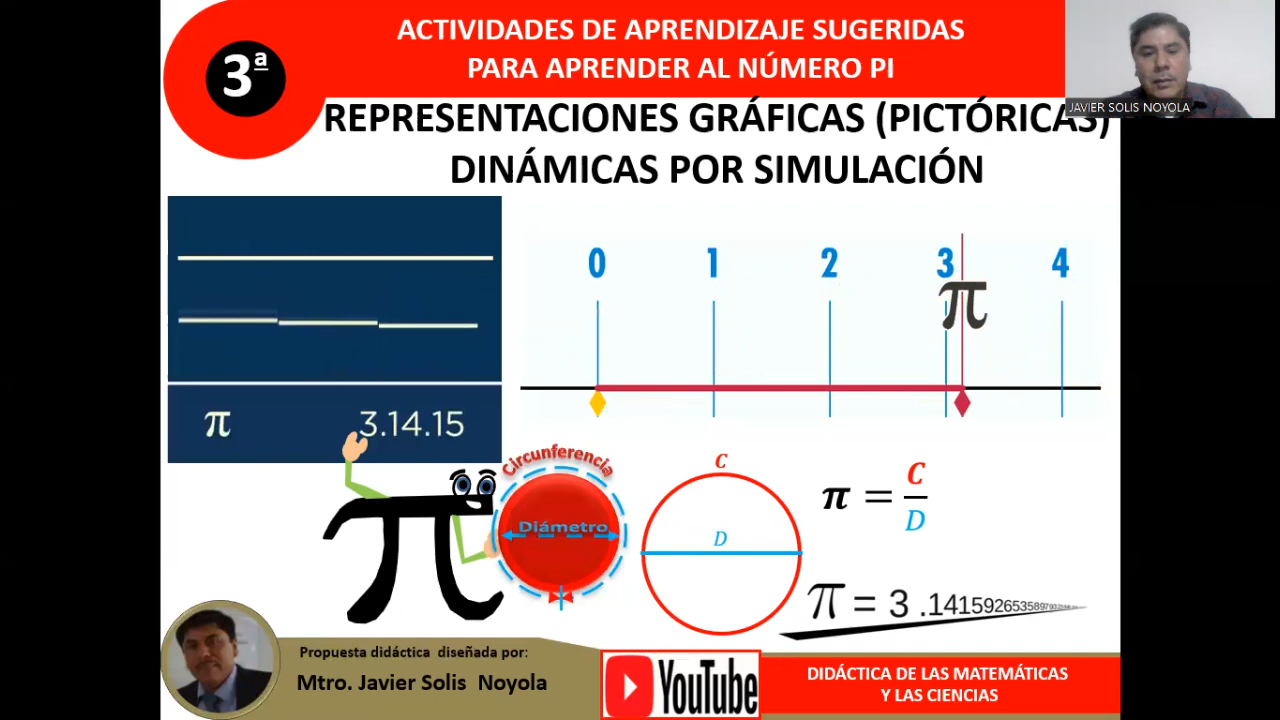 3ª
ACTIVIDADES DE APRENDIZAJE SUGERIDAS
PARA APRENDER AL NÚMERO PI
JAVIER SOLIS NOYOLA
REPRESENTACIONES GRÁFICAS (PICTÓRICAS)
DINÁMICAS POR SIMULACIÓN
0 1 2 3 4
π
π 3.14.15
Circunferencia
Diámetro
C
D
π = C/D
π = 3 .14159265358979
Propuesta didáctica diseñada por:
Mtro. Javier Solis Noyola
YouTube
DIDÁCTICA DE LAS MATEMÁTICAS
Y LAS CIENCIAS